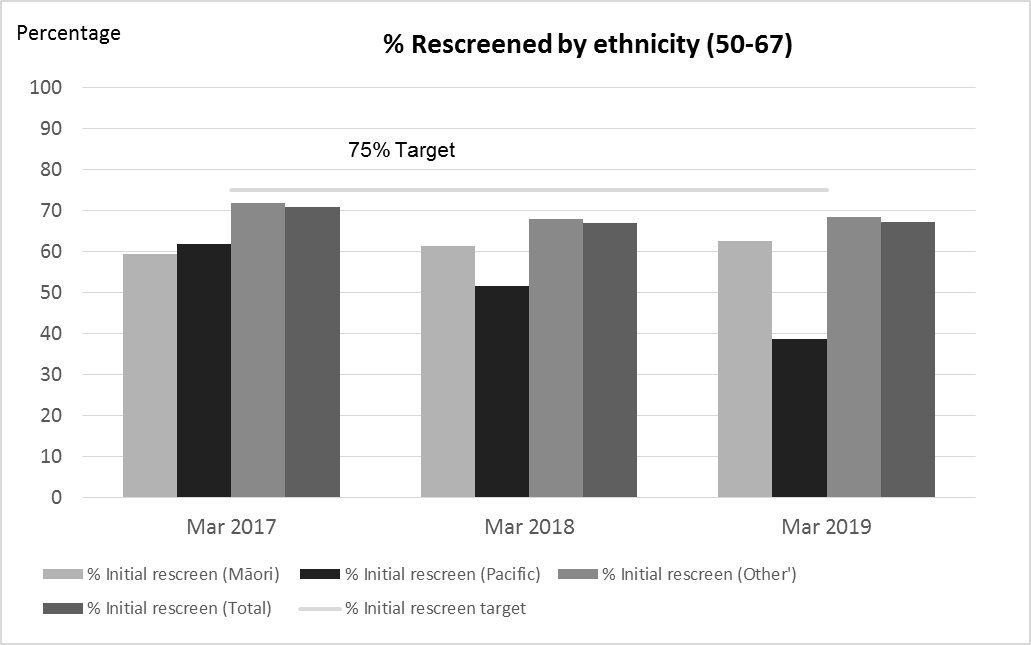 Percentage
% Rescreened by ethnicity (50-67)
100
90
80
70
60
50
40
30
20
10
0
75% Target
Mar 2017
Mar 2018
Mar 2019
% Initial rescreen (Māori)
% Initial rescreen (Pacific)
% Initial rescreen (Other')
% Initial rescreen (Total)
% Initial rescreen target